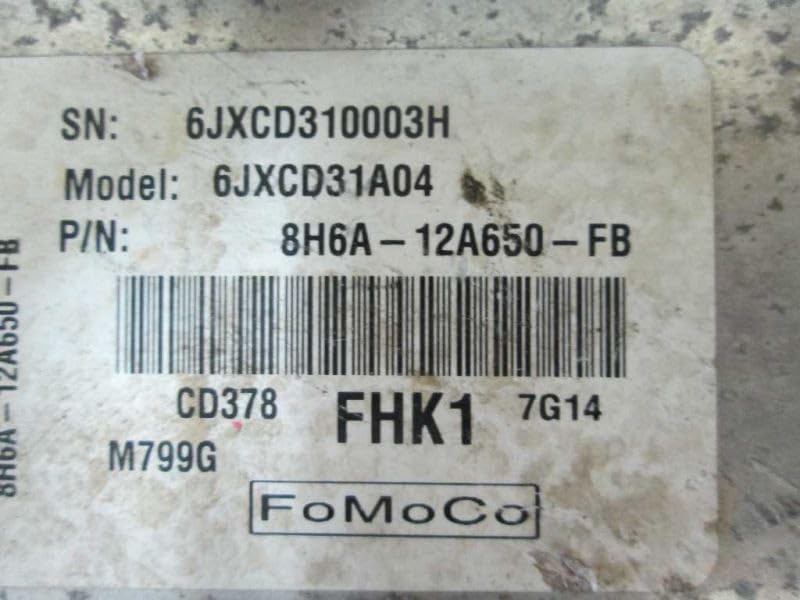 SN: 6JXCD310003H
Model: 6JXCD31A04
P/N: 8H6A-12A650-FB
CD378 FHK1 7G14
M799G
FoMoCo
8H6A-12A650-FB